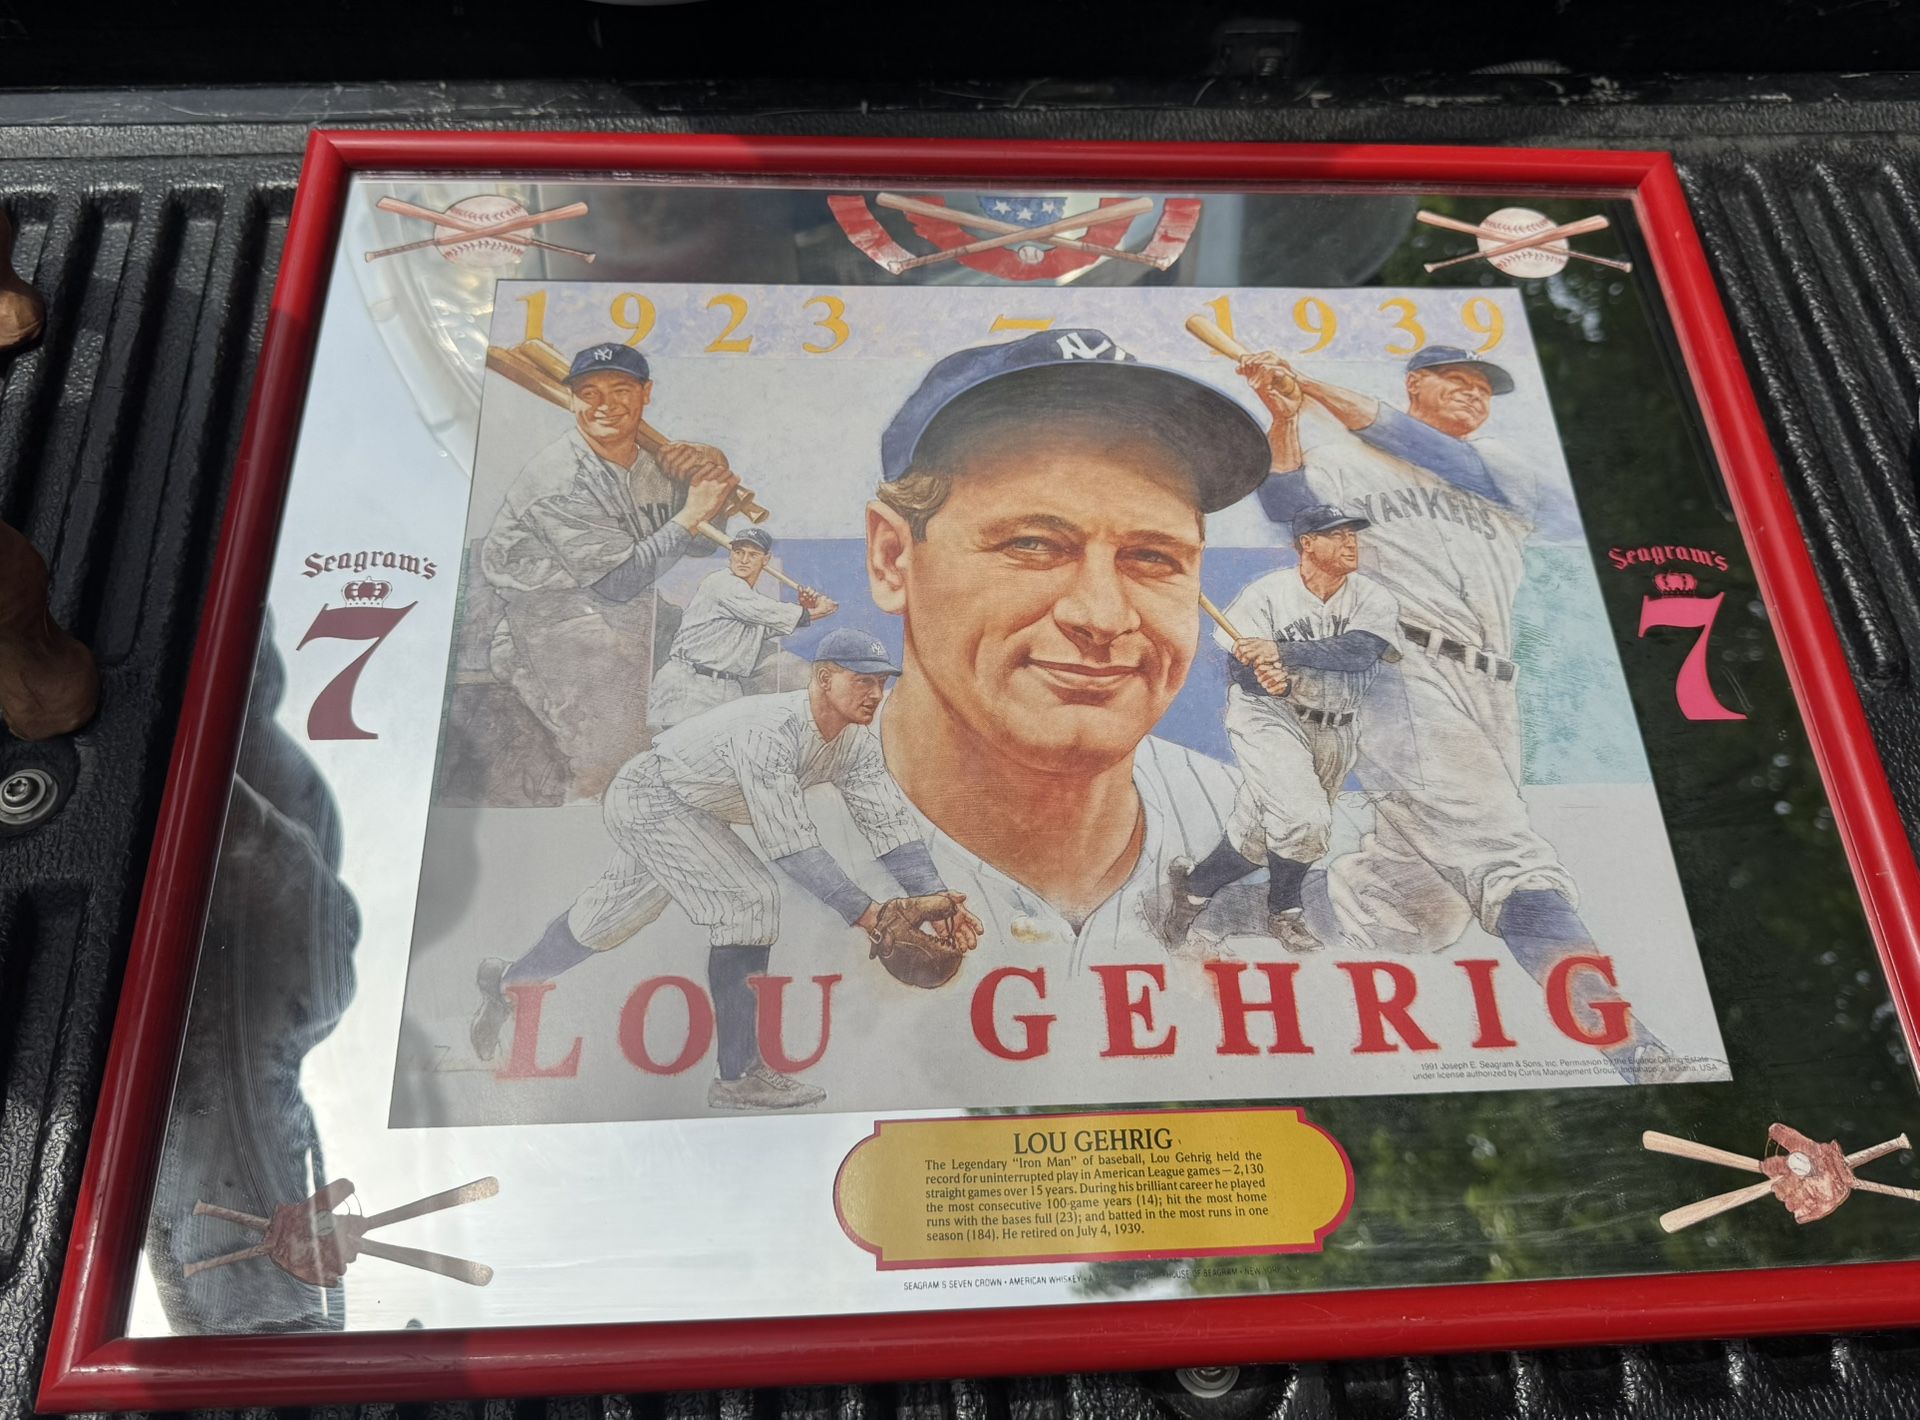 1923 - 1939
NY
NY
NY
YANKEES
NEW Y
Seagram's
7
Seagram's
7
LOU GEHRIG
1991 Joseph E. Seagram & Sons, Inc. Permission by the Eleanor Gehrig Estate
under license authorized by Curtis Management Group, Indianapolis, Indiana, USA
LOU GEHRIG
The Legendary "Iron Man" of baseball, Lou Gehrig held the
record for uninterrupted play in American League games—2,130
straight games over 15 years. During his brilliant career he played
the most consecutive 100-game years (14); hit the most home
runs with the bases full (23); and batted in the most runs in one
season (184). He retired on July 4, 1939.
SEAGRAM'S SEVEN CROWN • AMERICAN WHISKEY • HOUSE OF SEAGRAM • NEW YORK